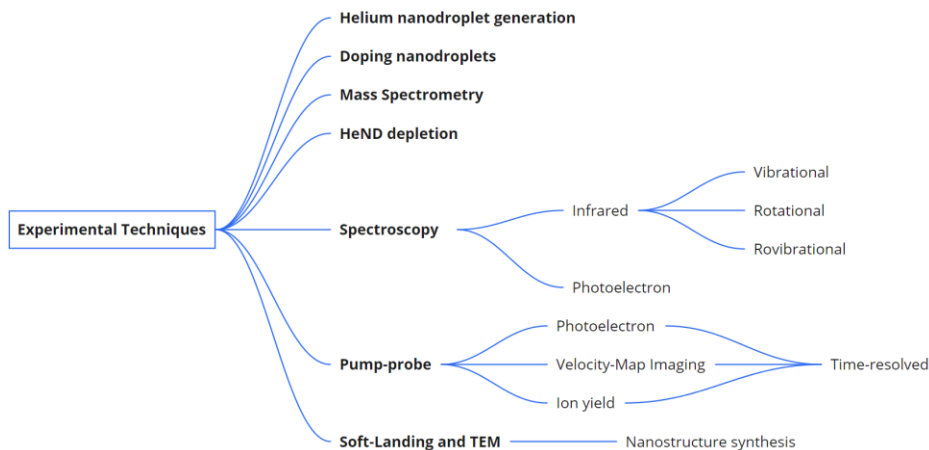 Helium nanodroplet generation
Doping nanodroplets
Mass Spectrometry
HeND depletion
Experimental Techniques
Spectroscopy
Infrared
Vibrational
Rotational
Rovibrational
Photoelectron
Pump-probe
Photoelectron
Velocity-Map Imaging
Ion yield
Time-resolved
Soft-Landing and TEM
Nanostructure synthesis